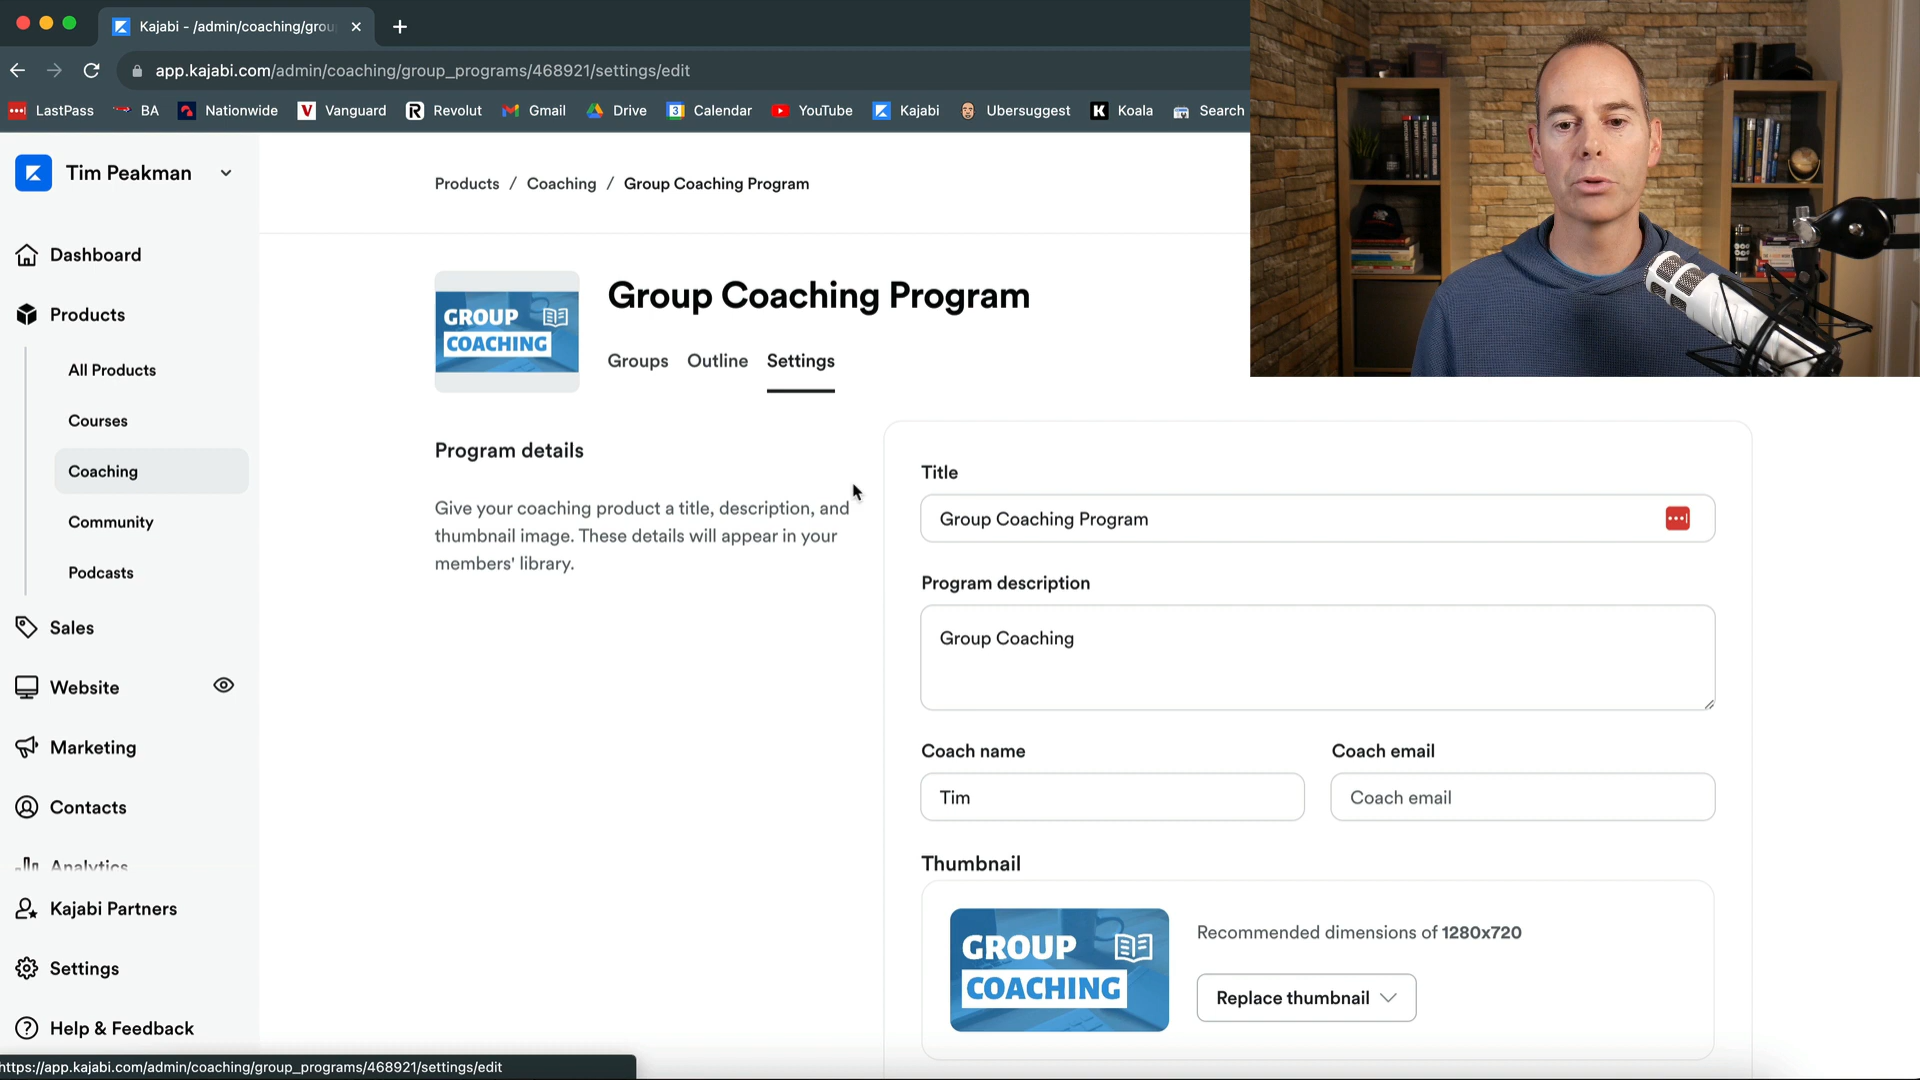 Kajabi - /admin/coaching/grou
app.kajabi.com/admin/coaching/group_programs/468921/settings/edit
LastPass BA Nationwide Vanguard Revolut Gmail Drive Calendar YouTube Kajabi Ubersuggest Koala Search
Tim Peakman
Dashboard
Products
All Products
Courses
Coaching
Community
Podcasts
Sales
Website
Marketing
Contacts
Analytics
Kajabi Partners
Settings
Help & Feedback
Products / Coaching / Group Coaching Program
GROUP
COACHING
Group Coaching Program
Groups Outline Settings
Program details
Give your coaching product a title, description, and
thumbnail image. These details will appear in your
members' library.
Title
Group Coaching Program
Program description
Group Coaching
Coach name
Tim
Coach email
Coach email
Thumbnail
GROUP
COACHING
Recommended dimensions of 1280x720
Replace thumbnail
https://app.kajabi.com/admin/coaching/group_programs/468921/settings/edit